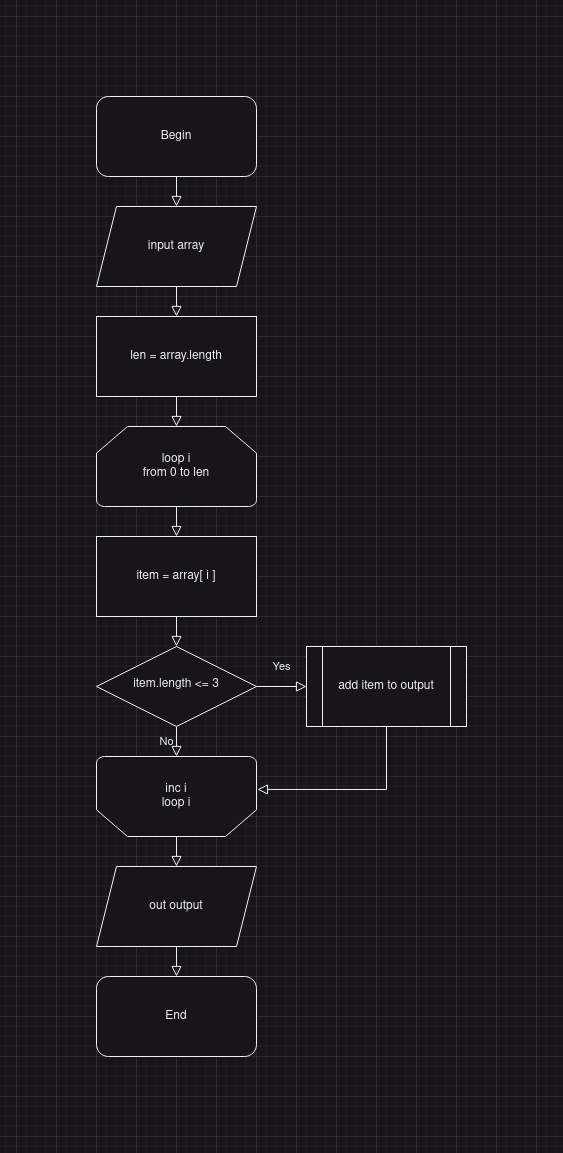 Begin
input array
len = array.length
loop i
from 0 to len
item = array[ i ]
item.length <= 3
Yes
add item to output
No
inc i
loop i
out output
End